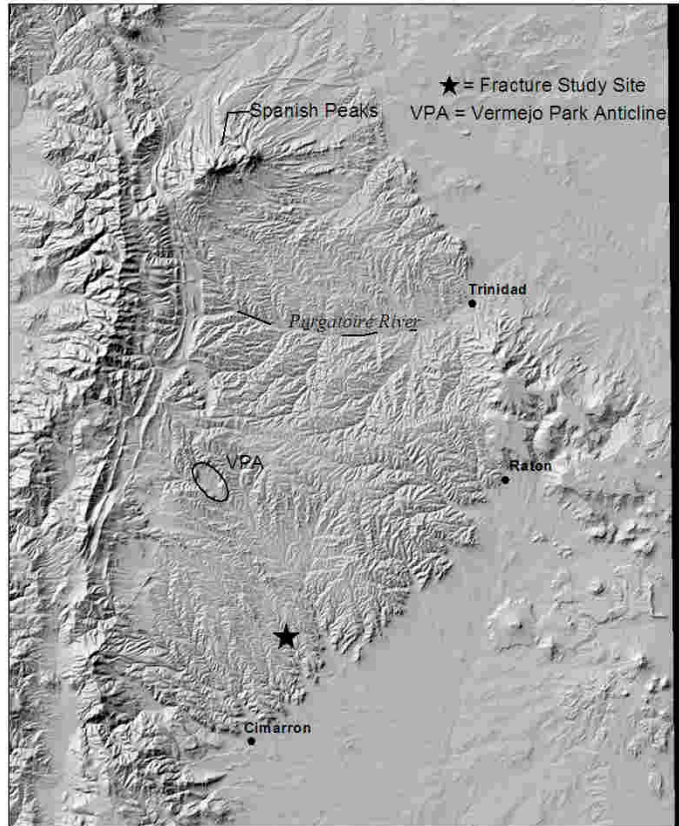 ★ = Fracture Study Site
Spanish Peaks
VPA = Vermejo Park Anticline
Trinidad
Purgatoire River
VPA
Raton
Cimarron